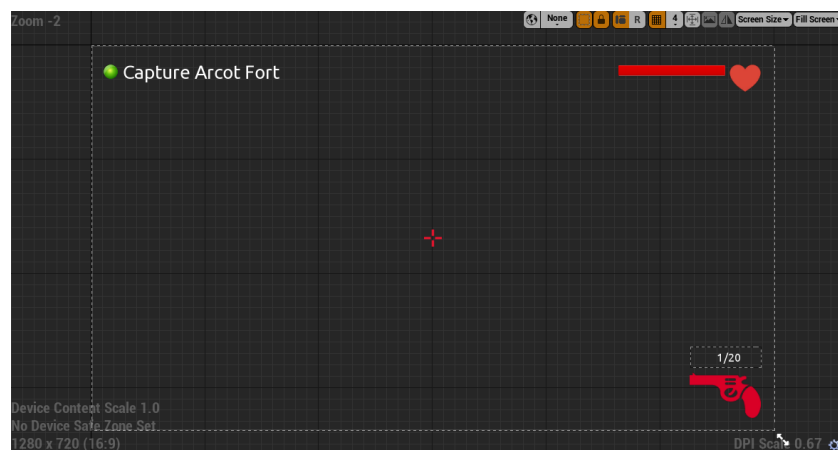 Zoom -2
None
R
4
Screen Size
Fill Screen
Capture Arcot Fort
1/20
Device Content Scale 1.0
No Device Safe Zone Set
1280 x 720 (16:9)
DPI Scale 0.67